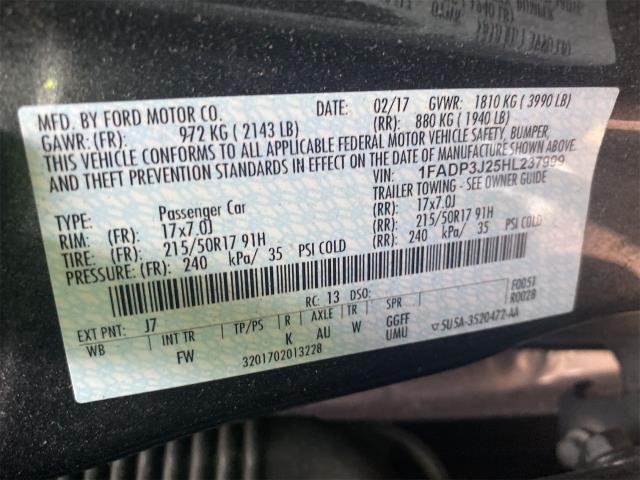 MFD. BY FORD MOTOR CO.
DATE: 02/17 GVWR: 1810 KG ( 3990 LB)
GAWR: (FR): 972 KG ( 2143 LB) (RR): 880 KG ( 1940 LB)
THIS VEHICLE CONFORMS TO ALL APPLICABLE FEDERAL MOTOR VEHICLE SAFETY, BUMPER,
AND THEFT PREVENTION STANDARDS IN EFFECT ON THE DATE OF MANUFACTURE SHOWN ABOVE.
VIN: 1FADP3J25HL237999
TYPE: Passenger Car TRAILER TOWING - SEE OWNER GUIDE
RIM: (FR): 17x7.0J (RR): 17x7.0J
TIRE: (FR): 215/50R17 91H (RR): 215/50R17 91H
PRESSURE: (FR): 240 kPa/ 35 PSI COLD (RR): 240 kPa/ 35 PSI COLD
EXT PNT: J7 RC: 13 DSO: F0051
R0028
WB INT TR TP/PS R AXLE TR SPR
FW K AU W GGFF
UMU
3201702013228 5U5A-3520472-AA